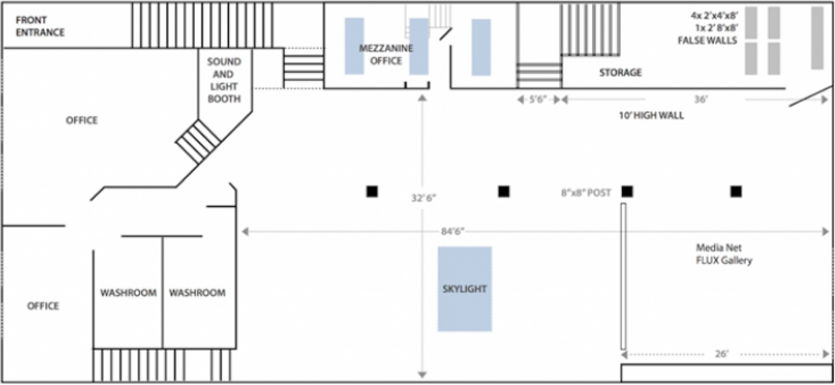 FRONT
ENTRANCE
4x 2'x4'x8'
1x 2' 8'x8'
FALSE WALLS
MEZZANINE
OFFICE
SOUND
AND
LIGHT
BOOTH
STORAGE
5'6"
36'
10' HIGH WALL
OFFICE
8"x8" POST
32' 6"
84'6"
Media Net
FLUX Gallery
SKYLIGHT
WASHROOM
WASHROOM
OFFICE
26'